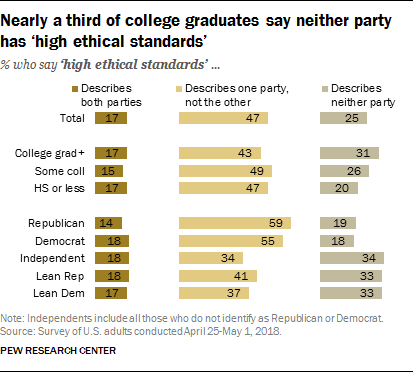 Nearly a third of college graduates say neither party
has ‘high ethical standards’
% who say ‘high ethical standards’ ...
Describes both parties
Describes one party, not the other
Describes neither party
Total 17 47 25
College grad+ 17 43 31
Some coll 15 49 26
HS or less 17 47 20
Republican 14 59 19
Democrat 18 55 18
Independent 18 34 34
Lean Rep 18 41 33
Lean Dem 17 37 33
Note: Independents include all those who do not identify as Republican or Democrat.
Source: Survey of U.S. adults conducted April 25-May 1, 2018.
PEW RESEARCH CENTER